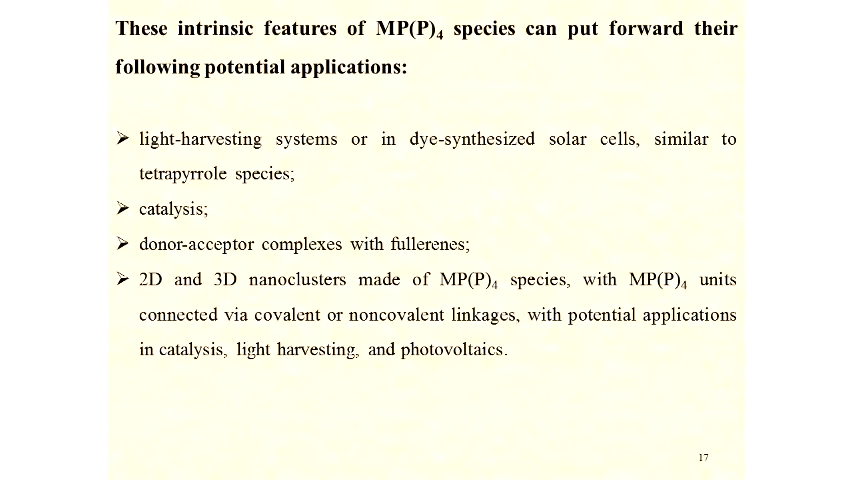 These intrinsic features of MP(P)₄ species can put forward their
following potential applications:
➢ light-harvesting systems or in dye-synthesized solar cells, similar to
tetrapyrrole species;
➢ catalysis;
➢ donor-acceptor complexes with fullerenes;
➢ 2D and 3D nanoclusters made of MP(P)₄ species, with MP(P)₄ units
connected via covalent or noncovalent linkages, with potential applications
in catalysis, light harvesting, and photovoltaics.
17